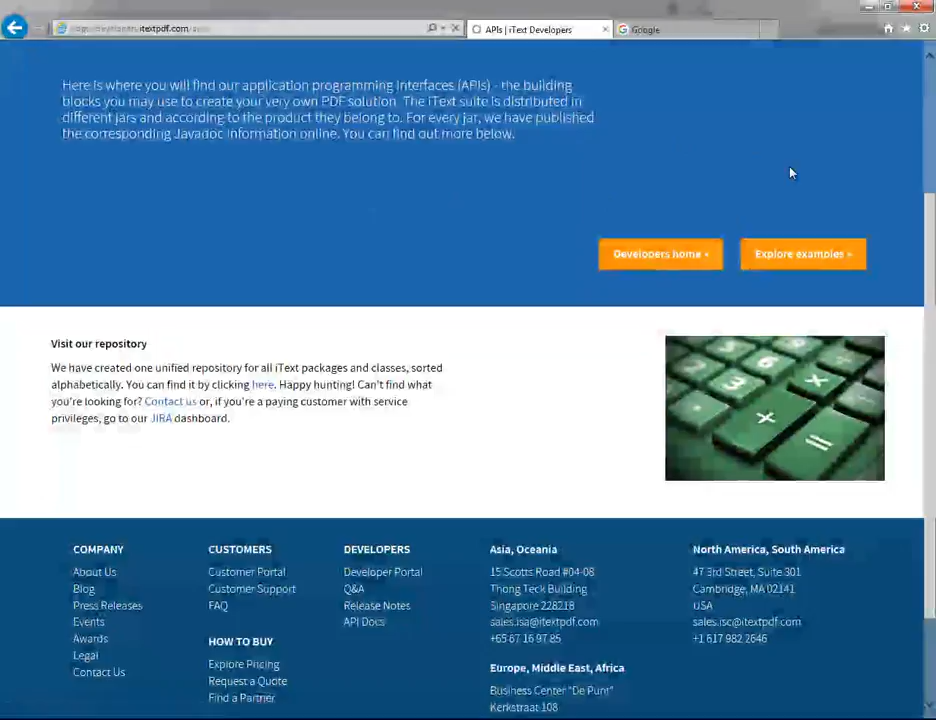 itextpdf.com
APIs | iText Developers
Google
Here is where you will find our application programming interfaces (APIs) - the building
blocks you may use to create your very own PDF solution. The iText suite is distributed in
different jars and according to the product they belong to. For every jar, we have published
the corresponding Javadoc information online. You can find out more below.
Developers home »
Explore examples »
Visit our repository
We have created one unified repository for all iText packages and classes, sorted
alphabetically. You can find it by clicking here. Happy hunting! Can't find what
you're looking for? Contact us or, if you're a paying customer with service
privileges, go to our JIRA dashboard.
COMPANY
About Us
Blog
Press Releases
Events
Awards
Legal
Contact Us
CUSTOMERS
Customer Portal
Customer Support
FAQ
HOW TO BUY
Explore Pricing
Request a Quote
Find a Partner
DEVELOPERS
Developer Portal
Q&A
Release Notes
API Docs
Asia, Oceania
15 Scotts Road #04-08
Thong Teck Building
Singapore 228218
sales.isa@itextpdf.com
+65 67 16 97 85
Europe, Middle East, Africa
Business Center "De Punt"
Kerkstraat 108
North America, South America
47 3rd Street, Suite 301
Cambridge, MA 02141
USA
sales.isc@itextpdf.com
+1 617 982 2646